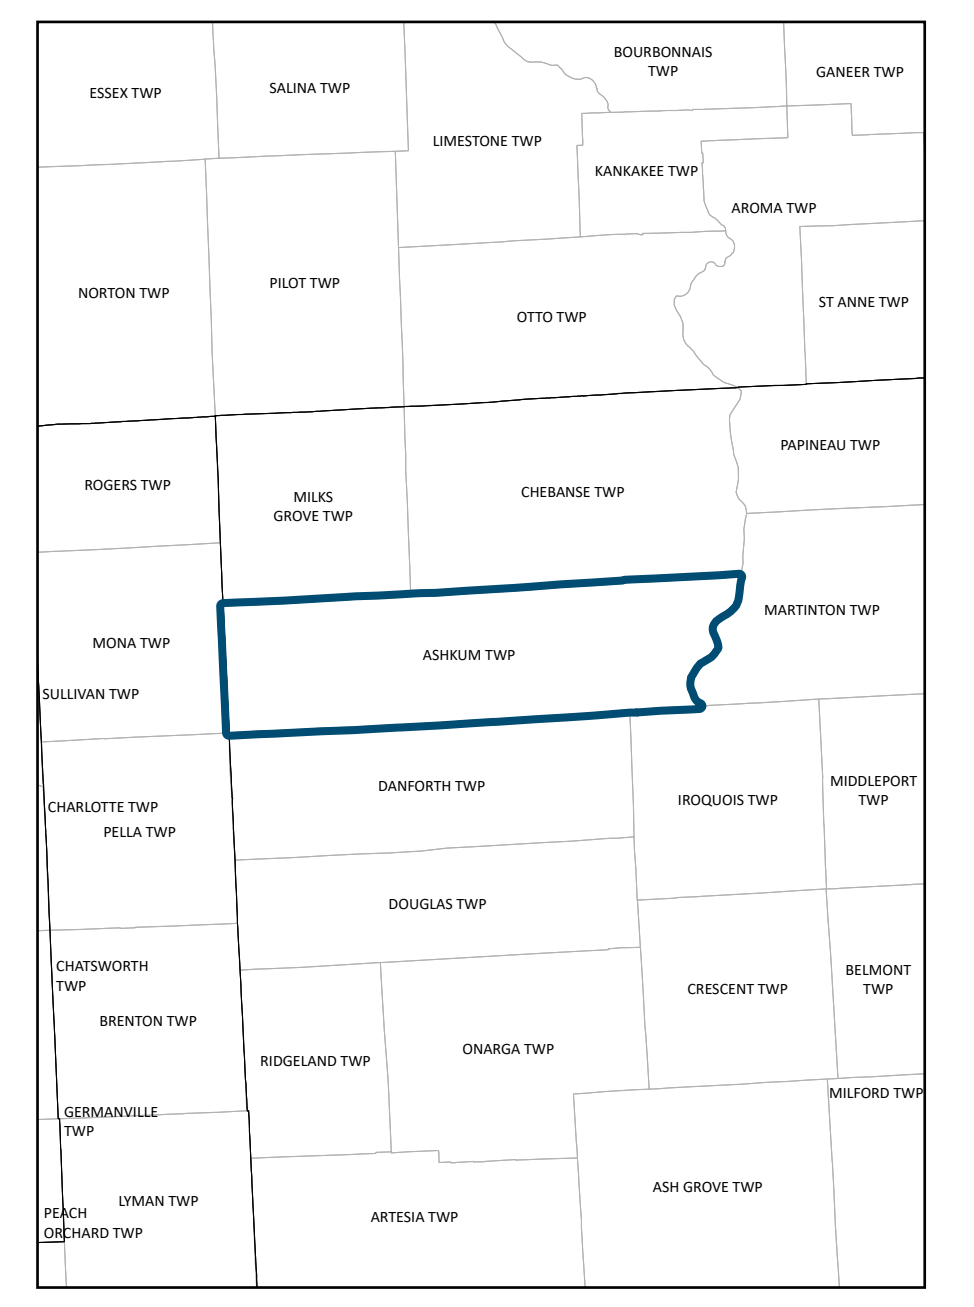 BOURBONNAIS
TWP
GANEER TWP
ESSEX TWP
SALINA TWP
LIMESTONE TWP
KANKAKEE TWP
AROMA TWP
NORTON TWP
PILOT TWP
ST ANNE TWP
OTTO TWP
PAPINEAU TWP
ROGERS TWP
MILKS
GROVE TWP
CHEBANSE TWP
MARTINTON TWP
MONA TWP
ASHKUM TWP
SULLIVAN TWP
DANFORTH TWP
MIDDLEPORT
TWP
IROQUOIS TWP
CHARLOTTE TWP
PELLA TWP
DOUGLAS TWP
CHATSWORTH
TWP
BELMONT
TWP
CRESCENT TWP
BRENTON TWP
ONARGA TWP
RIDGELAND TWP
MILFORD TWP
GERMANVILLE
TWP
ASH GROVE TWP
LYMAN TWP
PEACH
ORCHARD TWP
ARTESIA TWP